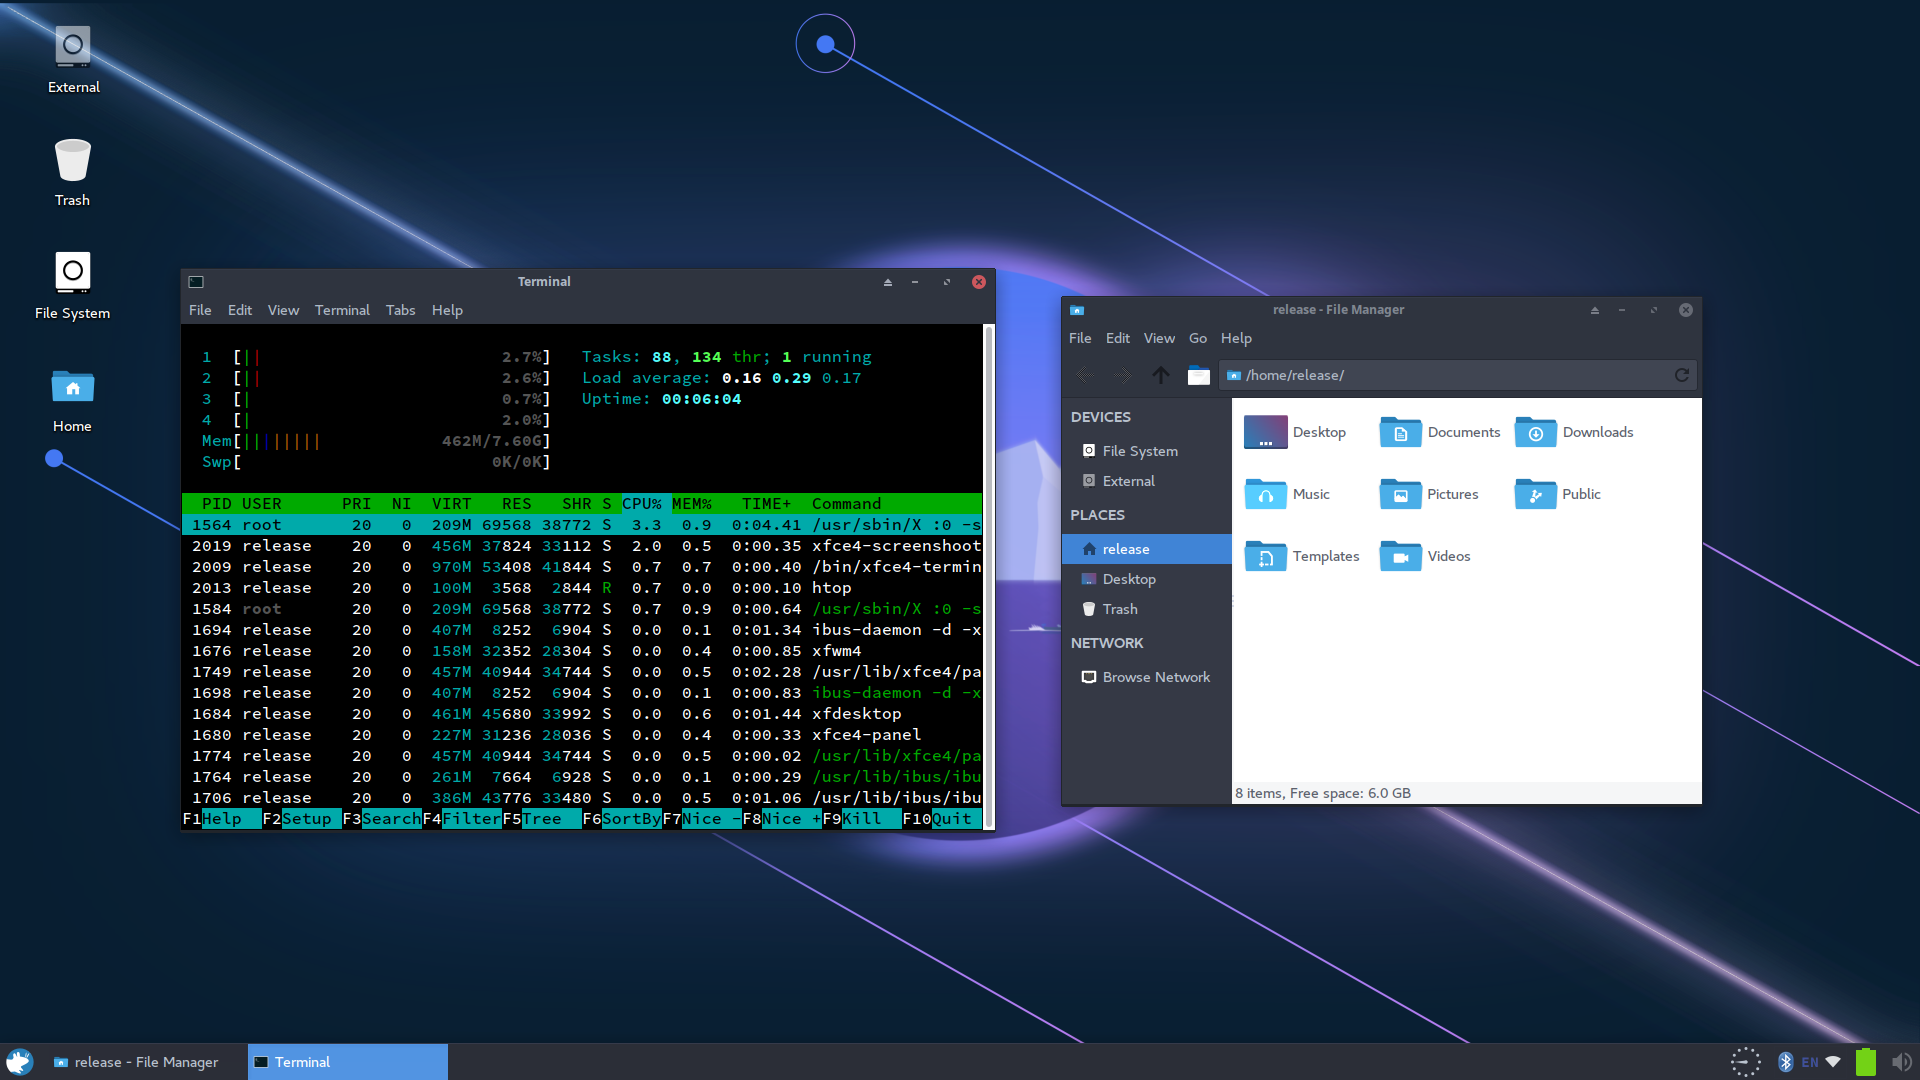 External
Trash
File System
Home
Terminal
File Edit View Terminal Tabs Help
1 [|| 2.7%] Tasks: 88, 134 thr; 1 running
2 [|| 2.6%] Load average: 0.16 0.29 0.17
3 [| 0.7%] Uptime: 00:06:04
4 [| 2.0%]
Mem[|||||||| 462M/7.60G]
Swp[ 0K/0K]
PID USER PRI NI VIRT RES SHR S CPU% MEM% TIME+ Command
1564 root 20 0 209M 69568 38772 S 3.3 0.9 0:04.41 /usr/sbin/X :0 -s
2019 release 20 0 456M 37824 33112 S 2.0 0.5 0:00.35 xfce4-screenshoot
2009 release 20 0 970M 53408 41844 S 0.7 0.7 0:00.40 /bin/xfce4-termin
2013 release 20 0 100M 3568 2844 R 0.7 0.0 0:00.10 htop
1584 root 20 0 209M 69568 38772 S 0.7 0.9 0:00.64 /usr/sbin/X :0 -s
1694 release 20 0 407M 8252 6904 S 0.0 0.1 0:01.34 ibus-daemon -d -x
1676 release 20 0 158M 32352 28304 S 0.0 0.4 0:00.85 xfwm4
1749 release 20 0 457M 40944 34744 S 0.0 0.5 0:02.28 /usr/lib/xfce4/pa
1698 release 20 0 407M 8252 6904 S 0.0 0.1 0:00.83 ibus-daemon -d -x
1684 release 20 0 461M 45680 33992 S 0.0 0.6 0:01.44 xfdesktop
1680 release 20 0 227M 31236 28036 S 0.0 0.4 0:00.33 xfce4-panel
1774 release 20 0 457M 40944 34744 S 0.0 0.5 0:00.02 /usr/lib/xfce4/pa
1764 release 20 0 261M 7664 6928 S 0.0 0.1 0:00.29 /usr/lib/ibus/ibu
1706 release 20 0 386M 43776 33480 S 0.0 0.5 0:01.06 /usr/lib/ibus/ibu
F1Help F2Setup F3SearchF4FilterF5Tree F6SortByF7Nice -F8Nice +F9Kill F10Quit
release - File Manager
File Edit View Go Help
/home/release/
DEVICES
File System
External
PLACES
release
Desktop
Trash
NETWORK
Browse Network
Desktop Documents Downloads
Music Pictures Public
Templates Videos
8 items, Free space: 6.0 GB
release - File Manager Terminal EN